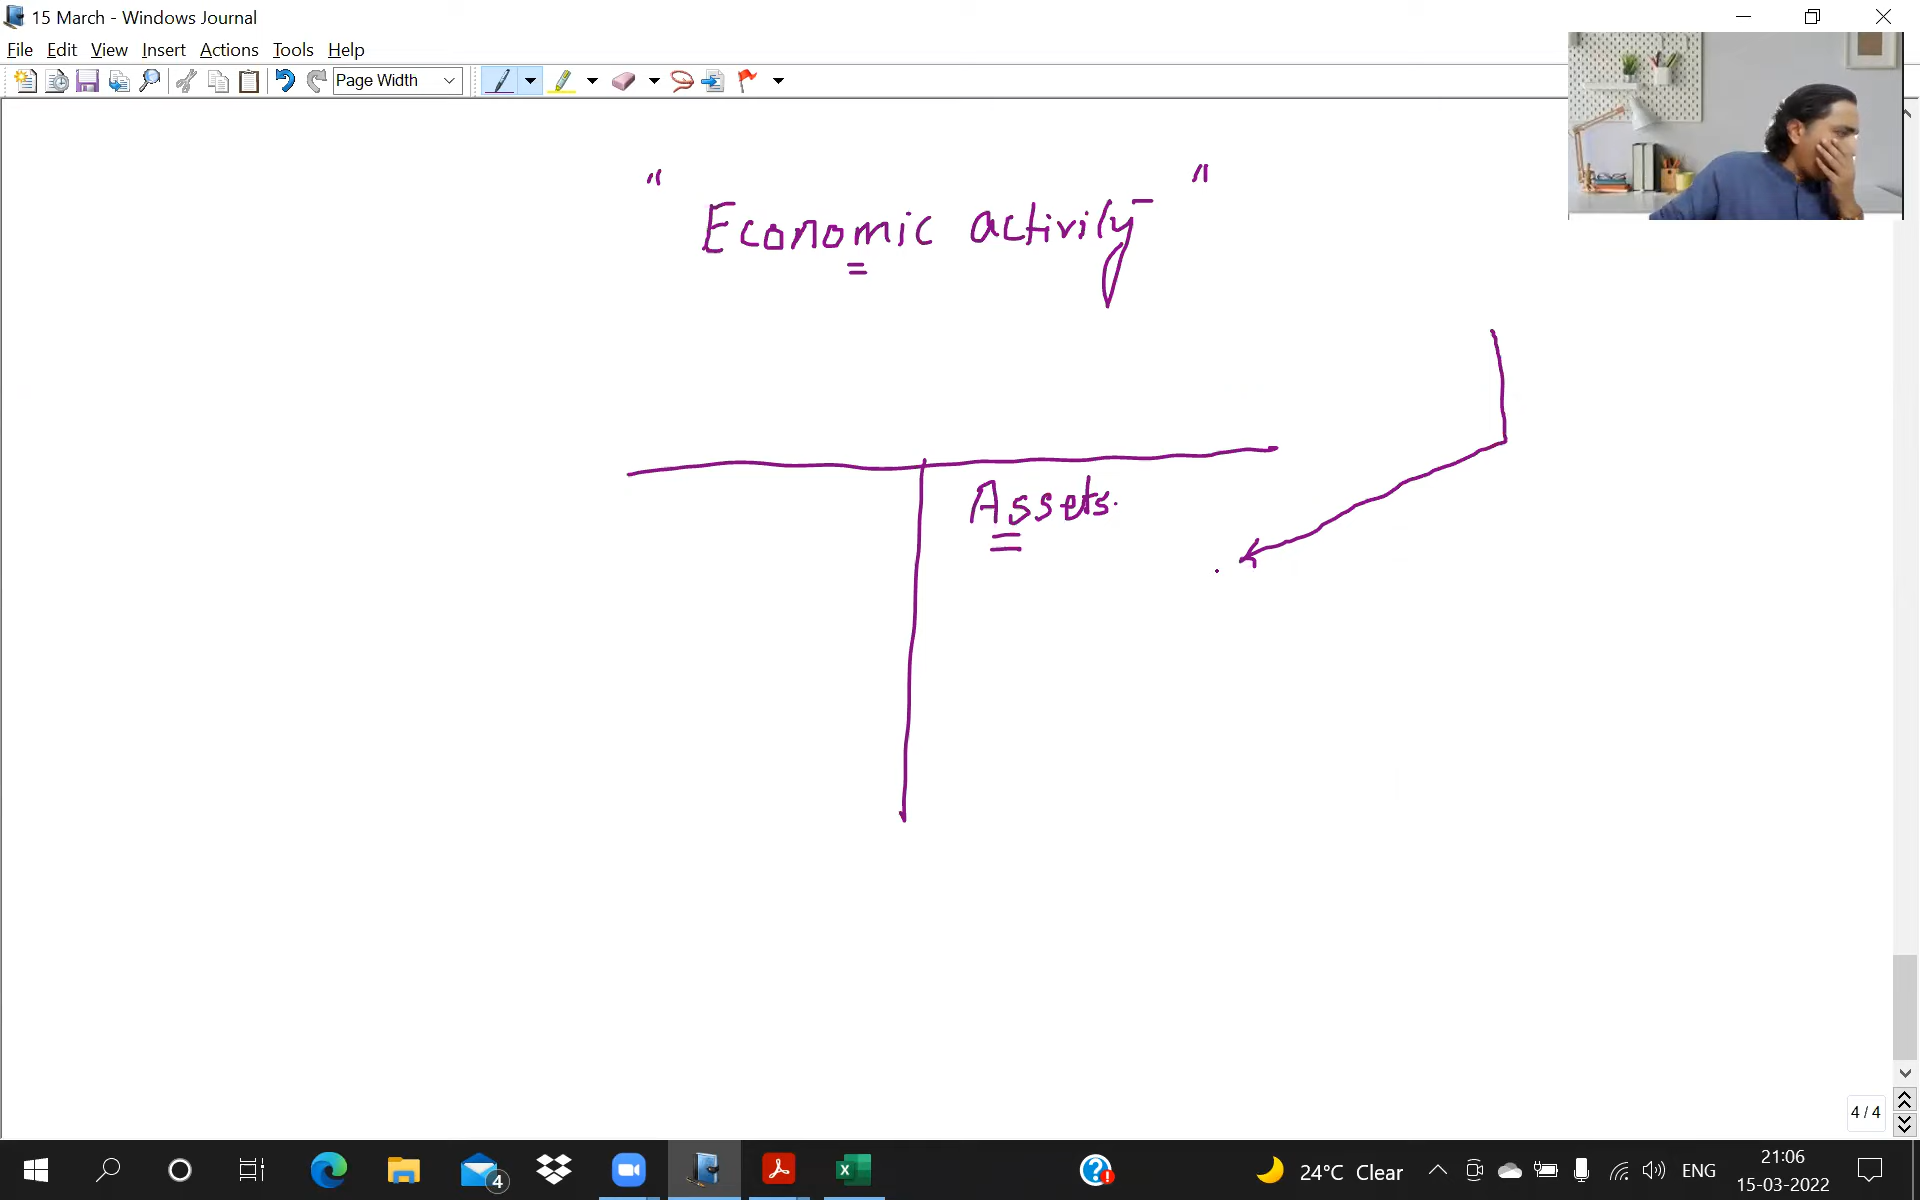 15 March - Windows Journal
File Edit View Insert Actions Tools Help
Page Width
" Economic activity "
Assets.
4 / 4
4
24°C Clear
ENG
21:06
15-03-2022